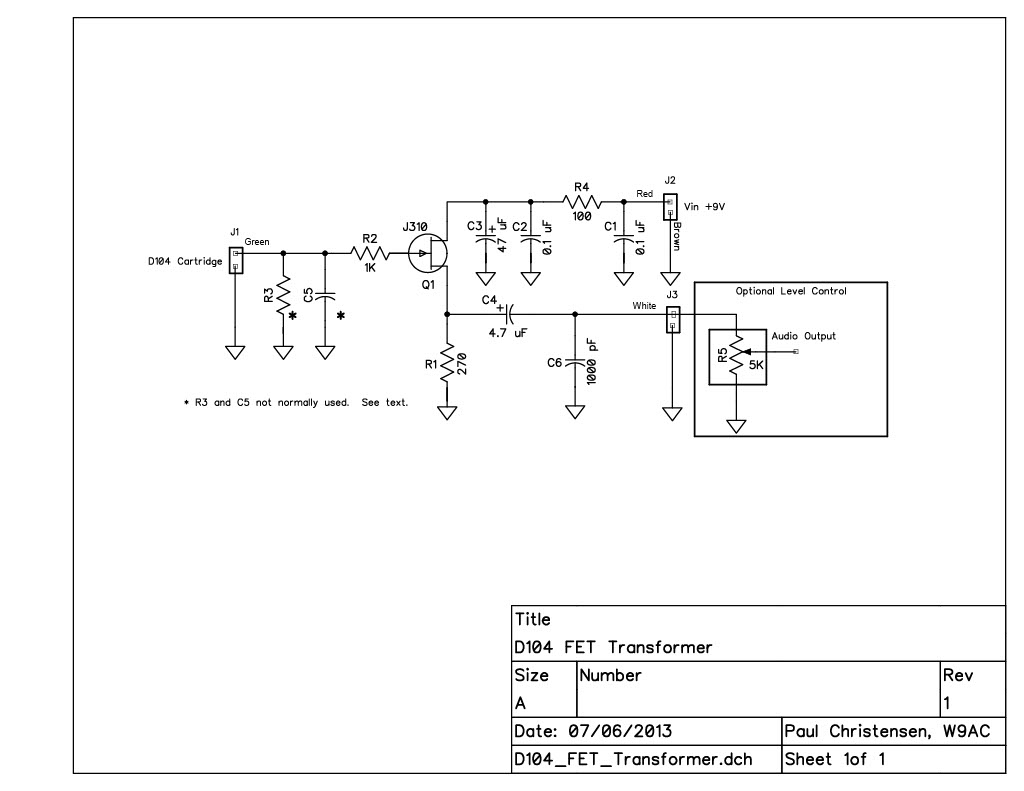 J2
R4
Red
Vin +9V
100
J310
C3
+
47 uF
C2
0.1 uF
C1
0.1 uF
Brown
J1
Green
R2
D104 Cartridge
1K
Q1
R3
*
C5
*
J3
Optional Level Control
C4
+
White
4.7 uF
Audio Output
R5
5K
R1
270
C6
1000 pF
* R3 and C5 not normally used. See text.
Title
D104 FET Transformer
Size
Number
Rev
A
1
Date: 07/06/2013
Paul Christensen, W9AC
D104_FET_Transformer.dch
Sheet 1of 1